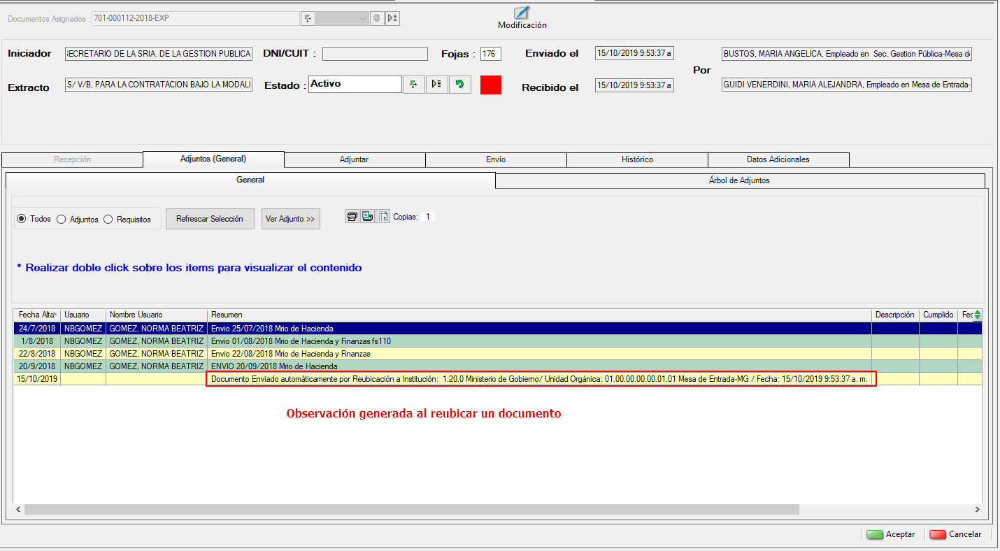 Documentos Asignados : 701-000112-2018-EXP
Modificación
Iniciador ECRETARIO DE LA SRIA. DE LA GESTION PUBLICA DNI/CUIT : Fojas : 176 Enviado el 15/10/2019 9:53:37 a BUSTOS, MARIA ANGELICA, Empleado en Sec. Gestion Pública-Mesa de
Por
Extracto S/ V/B, PARA LA CONTRATACION BAJO LA MODALI Estado : Activo Recibido el 15/10/2019 9:53:37 a GUIDI VENERDINI, MARIA ALEJANDRA, Empleado en Mesa de Entrada-
Recepción Adjuntos (General) Adjuntar Envío Histórico Datos Adicionales
General Árbol de Adjuntos
Todos Adjuntos Requisitos Refrescar Selección Ver Adjunto >> Copias: 1
* Realizar doble click sobre los items para visualizar el contenido
Fecha Alta Usuario Nombre Usuario Resumen Descripción Cumplido Fec
24/7/2018 NBGOMEZ GOMEZ, NORMA BEATRIZ Envio 25/07/2018 Mrio de Hacienda
1/8/2018 NBGOMEZ GOMEZ, NORMA BEATRIZ Envio 01/08/2018 Mrio de Hacienda y Finanzas fs110
22/8/2018 NBGOMEZ GOMEZ, NORMA BEATRIZ Envio 22/08/2018 Mrio de Hacienda y Finanzas
20/9/2018 NBGOMEZ GOMEZ, NORMA BEATRIZ ENVIO 20/09/2018 Mrio de Hacienda
15/10/2019 Documento Enviado automáticamente por Reubicación a Institución: 1.20.0 Ministerio de Gobierno/ Unidad Orgánica: 01.00.00.00.00.01.01 Mesa de Entrada-MG / Fecha: 15/10/2019 9:53:37 a. m.
Observación generada al reubicar un documento
Aceptar Cancelar